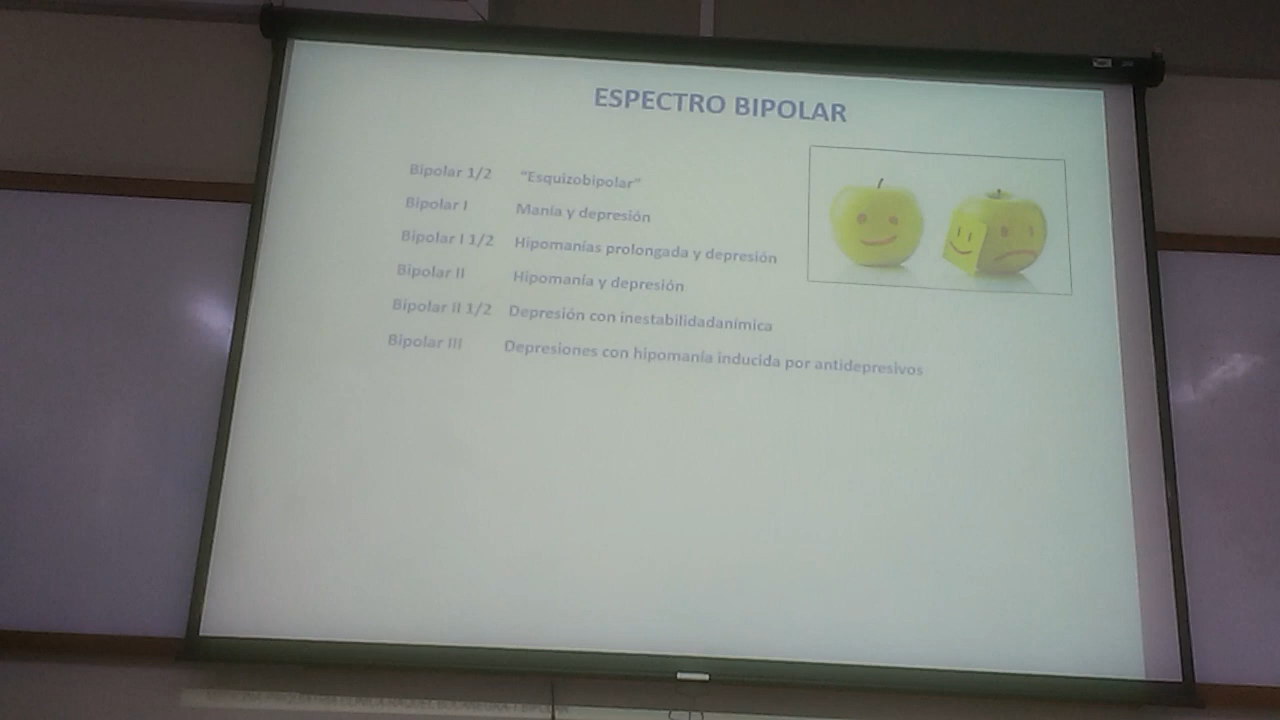 ESPECTRO BIPOLAR
Bipolar 1/2 "Esquizobipolar"
Bipolar I Manía y depresión
Bipolar I 1/2 Hipomanías prolongada y depresión
Bipolar II Hipomanía y depresión
Bipolar II 1/2 Depresión con inestabilidadanímica
Bipolar III Depresiones con hipomanía inducida por antidepresivos